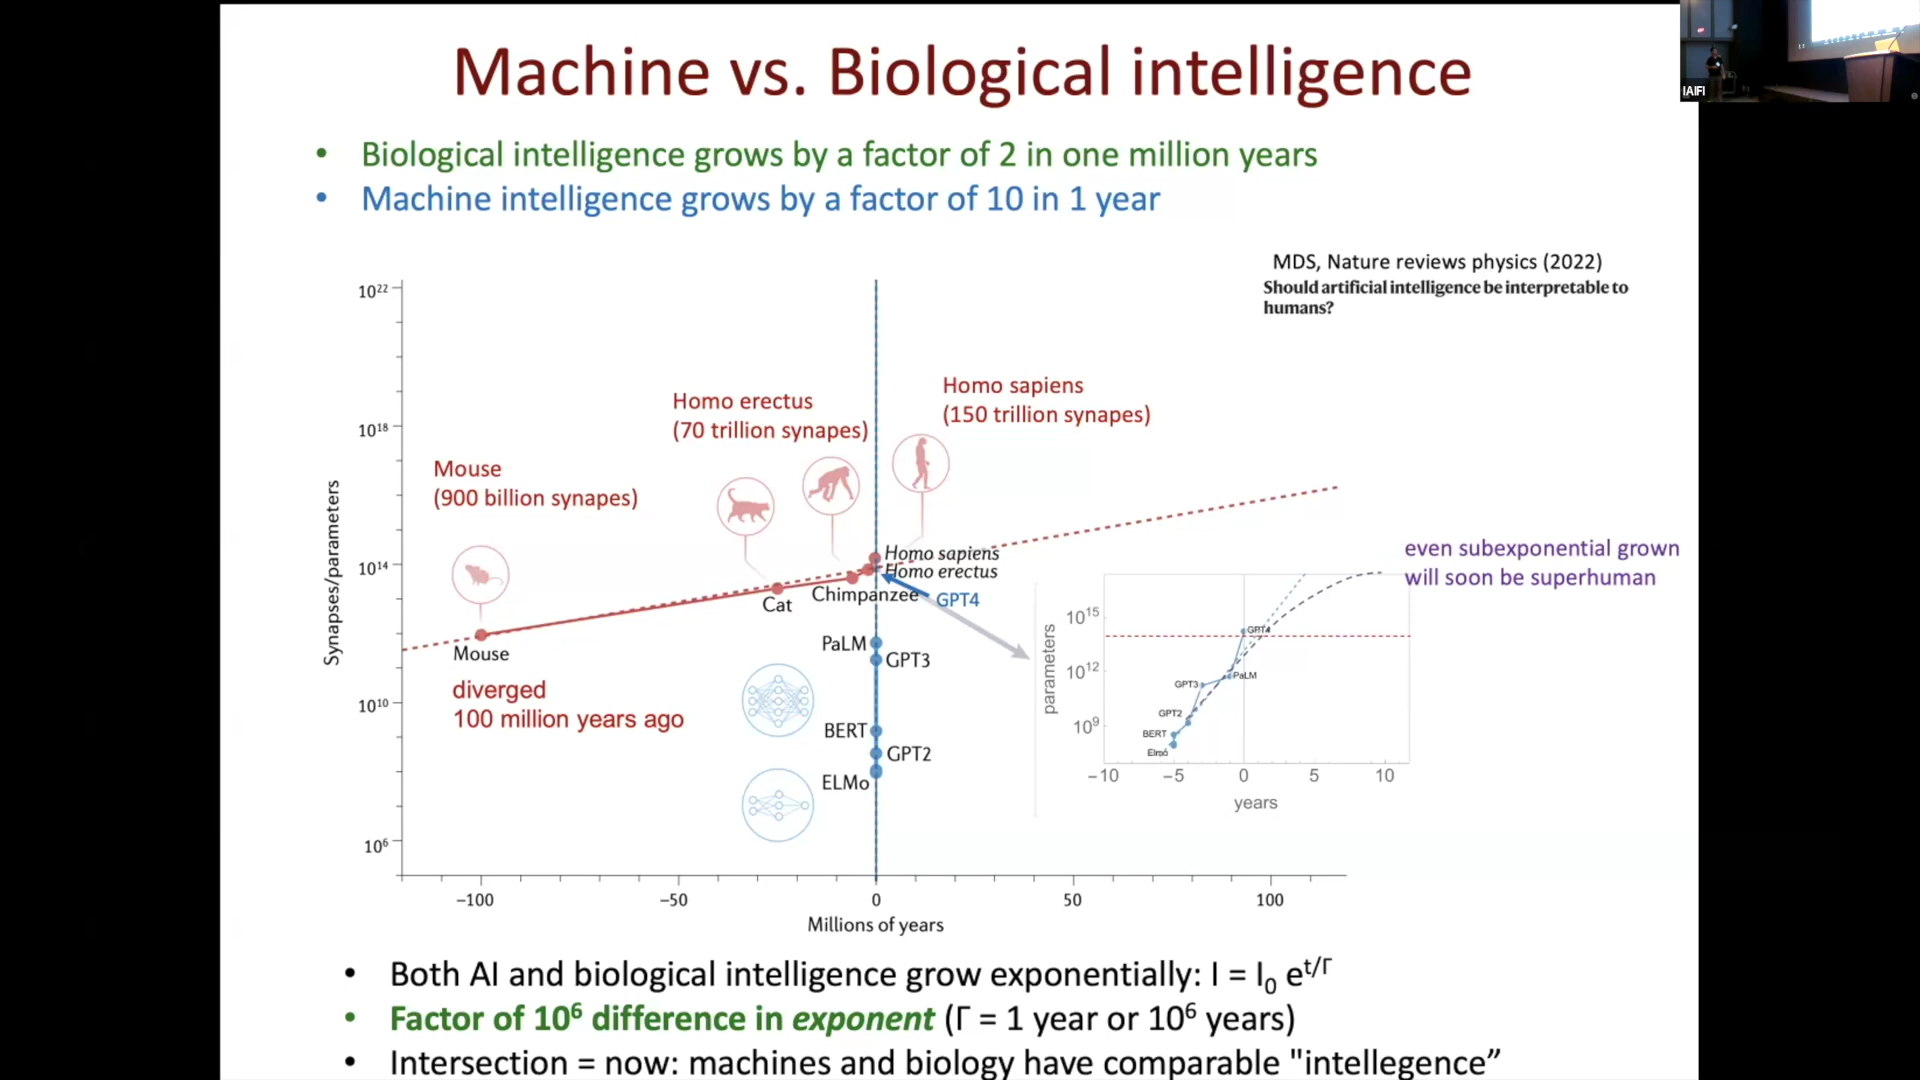 Machine vs. Biological intelligence
IAIFI
• Biological intelligence grows by a factor of 2 in one million years
• Machine intelligence grows by a factor of 10 in 1 year
MDS, Nature reviews physics (2022)
Should artificial intelligence be interpretable to
humans?
Synapses/parameters
10²²
10¹⁸
10¹⁴
10¹⁰
10⁶
Homo erectus
(70 trillion synapes)
Homo sapiens
(150 trillion synapes)
Mouse
(900 billion synapes)
Homo sapiens
Homo erectus
Cat
Chimpanzee
GPT4
Mouse
diverged
100 million years ago
PaLM
GPT3
BERT
GPT2
ELMo
even subexponential grown
will soon be superhuman
parameters
10¹⁵
10¹²
10⁹
GPT4
GPT3
PaLM
GPT2
BERT
Elmo
−10 −5 0 5 10
years
−100 −50 0 50 100
Millions of years
• Both AI and biological intelligence grow exponentially: I = I₀ e^t/Γ
• Factor of 10⁶ difference in exponent (Γ = 1 year or 10⁶ years)
• Intersection = now: machines and biology have comparable "intellegence”